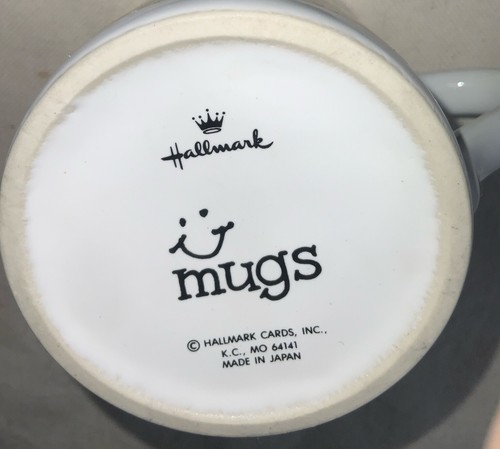 Hallmark
mugs
© HALLMARK CARDS, INC.,
K.C., MO 64141
MADE IN JAPAN